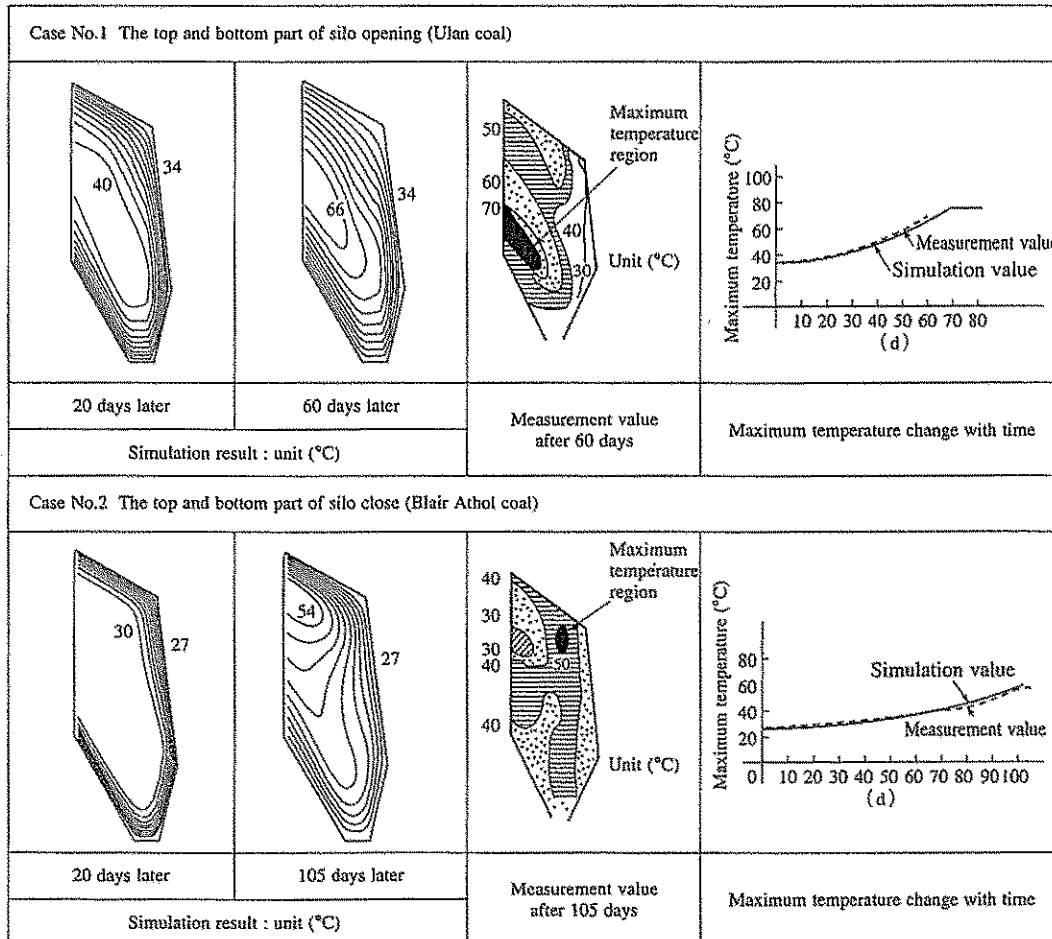 Case No.1 The top and bottom part of silo opening (Ulan coal)
40
34
66
34
50
60
70
40
30
Maximum
temperature
region
Unit (°C)
Maximum temperature (°C)
100
80
60
40
20
Measurement value
Simulation value
10 20 30 40 50 60 70 80
(d)
20 days later
60 days later
Simulation result : unit (°C)
Measurement value
after 60 days
Maximum temperature change with time
Case No.2 The top and bottom part of silo close (Blair Athol coal)
30
27
54
27
40
30
30
40
40
50
Maximum
temperature
region
Unit (°C)
Maximum temperature (°C)
80
60
40
20
Simulation value
Measurement value
0 10 20 30 40 50 60 70 80 90 100
(d)
20 days later
105 days later
Simulation result : unit (°C)
Measurement value
after 105 days
Maximum temperature change with time